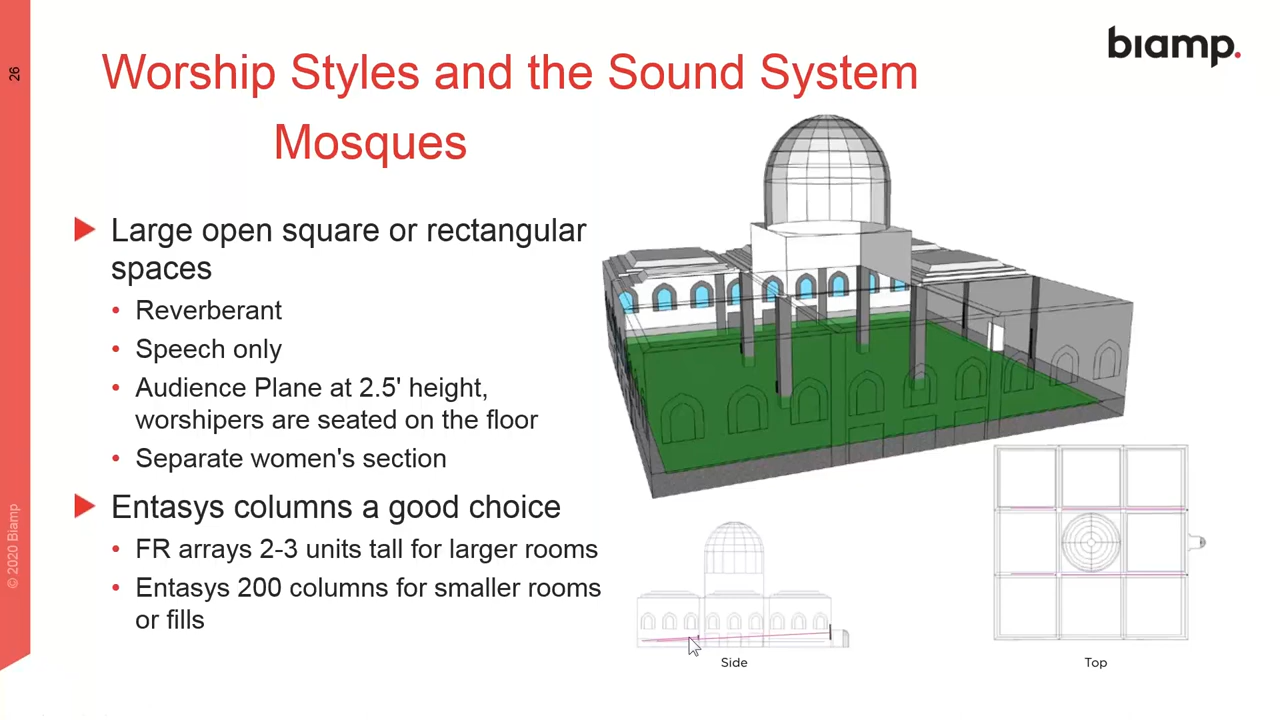 biamp.
26
Worship Styles and the Sound System
Mosques
Large open square or rectangular
spaces
• Reverberant
• Speech only
• Audience Plane at 2.5' height,
worshipers are seated on the floor
• Separate women's section
Entasys columns a good choice
• FR arrays 2-3 units tall for larger rooms
• Entasys 200 columns for smaller rooms
or fills
Side
Top
© 2020 Biamp